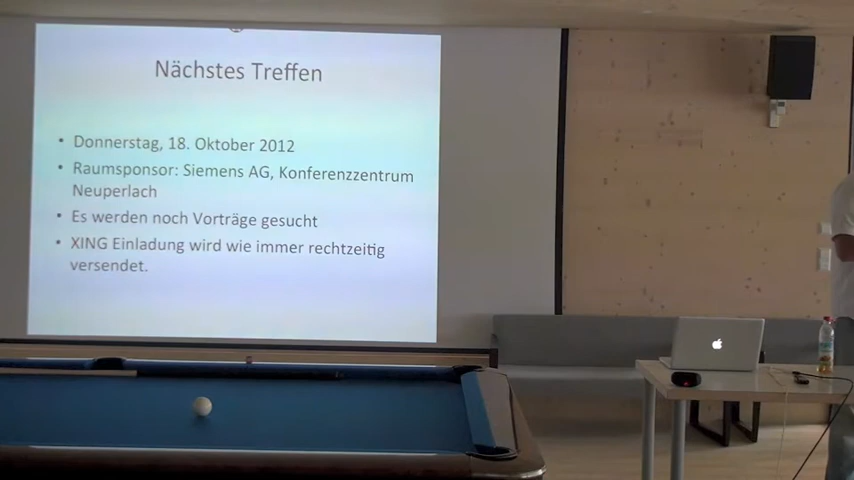 Nächstes Treffen
• Donnerstag, 18. Oktober 2012
• Raumsponsor: Siemens AG, Konferenzzentrum
Neuperlach
• Es werden noch Vorträge gesucht
• XING Einladung wird wie immer rechtzeitig
versendet.